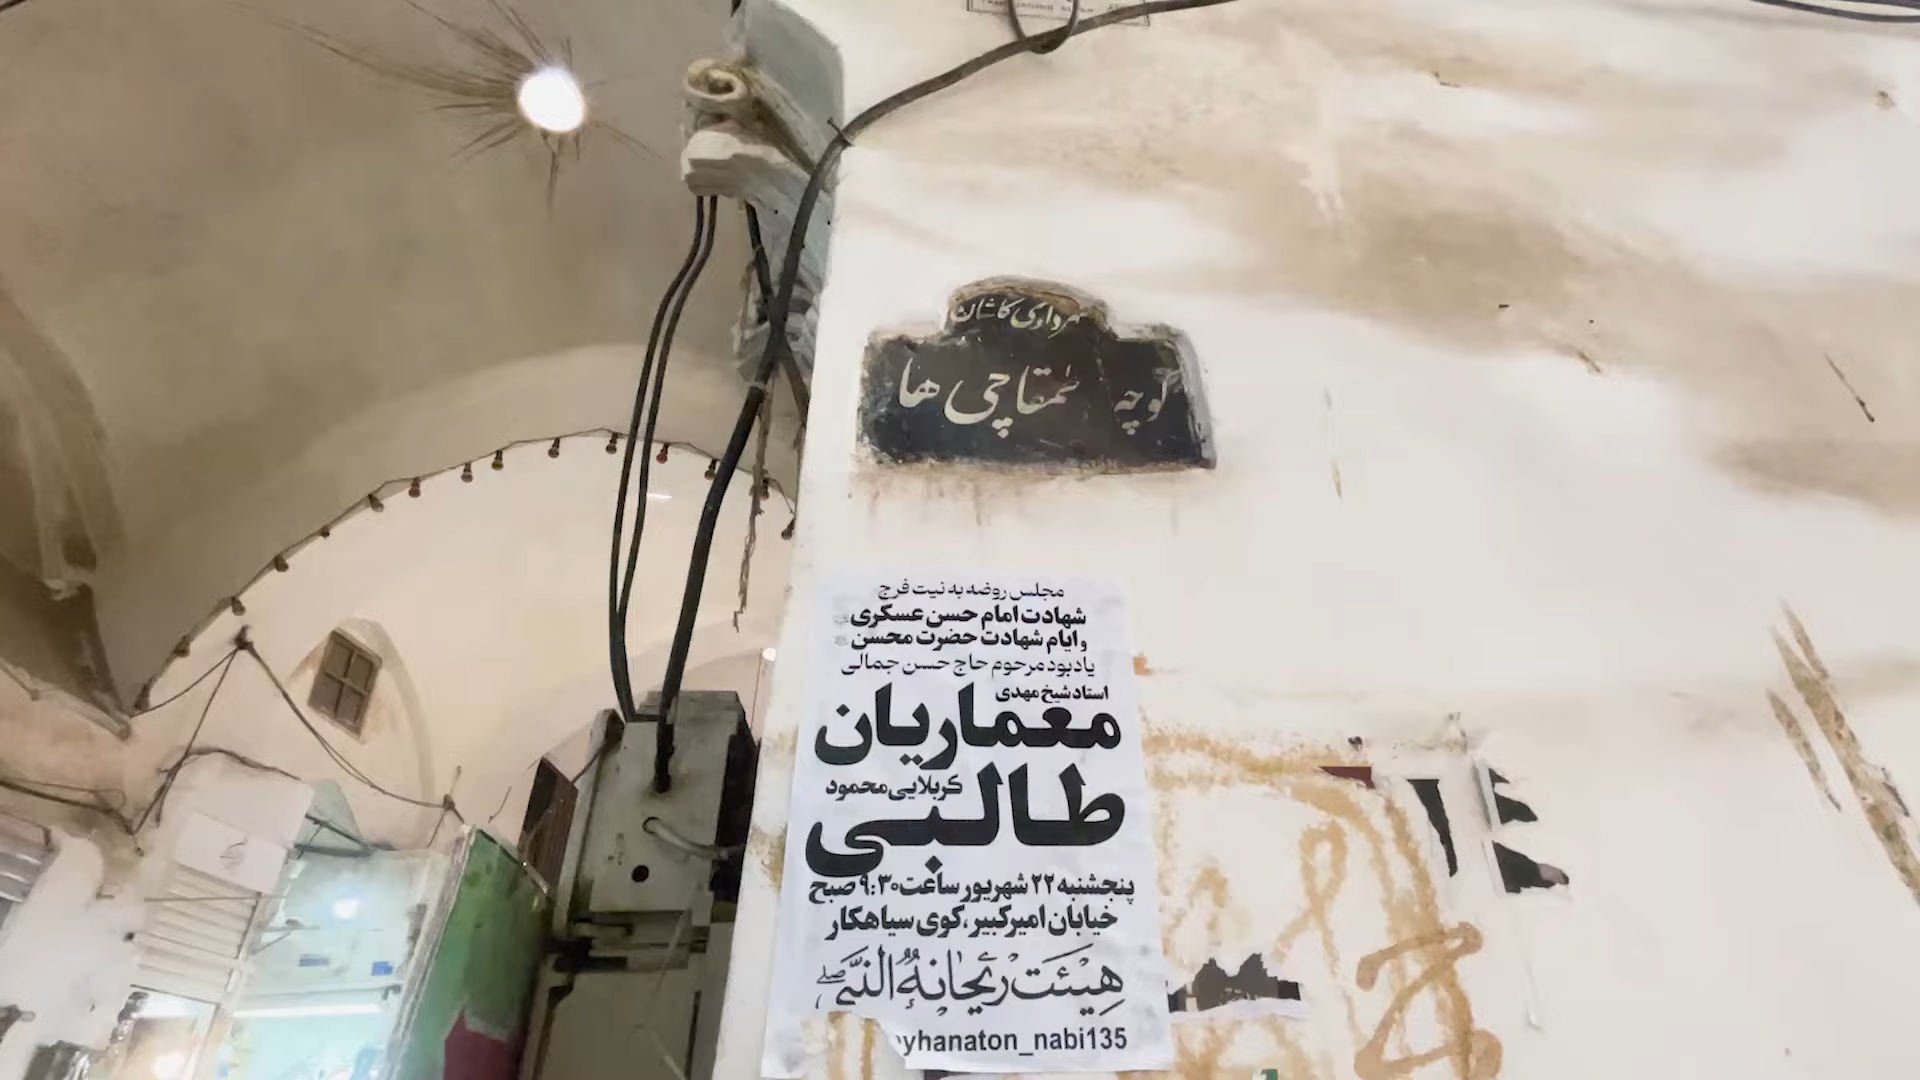 شهرداری کاشان
کوچه طمقاچی ها
مجلس روضه به نیت فرج
شهادت امام حسن عسکری
و ایام شهادت حضرت محسن
یادبود مرحوم حاج حسن جمالی
استاد شیخ مهدی
معماریان
کربلایی محمود
طالبی
پنجشنبه ۲۲ شهریور ساعت ۹:۳۰ صبح
خیابان امیرکبیر، کوی سیاهکار
هیئت ریحانة النبی
yhanaton_nabi135